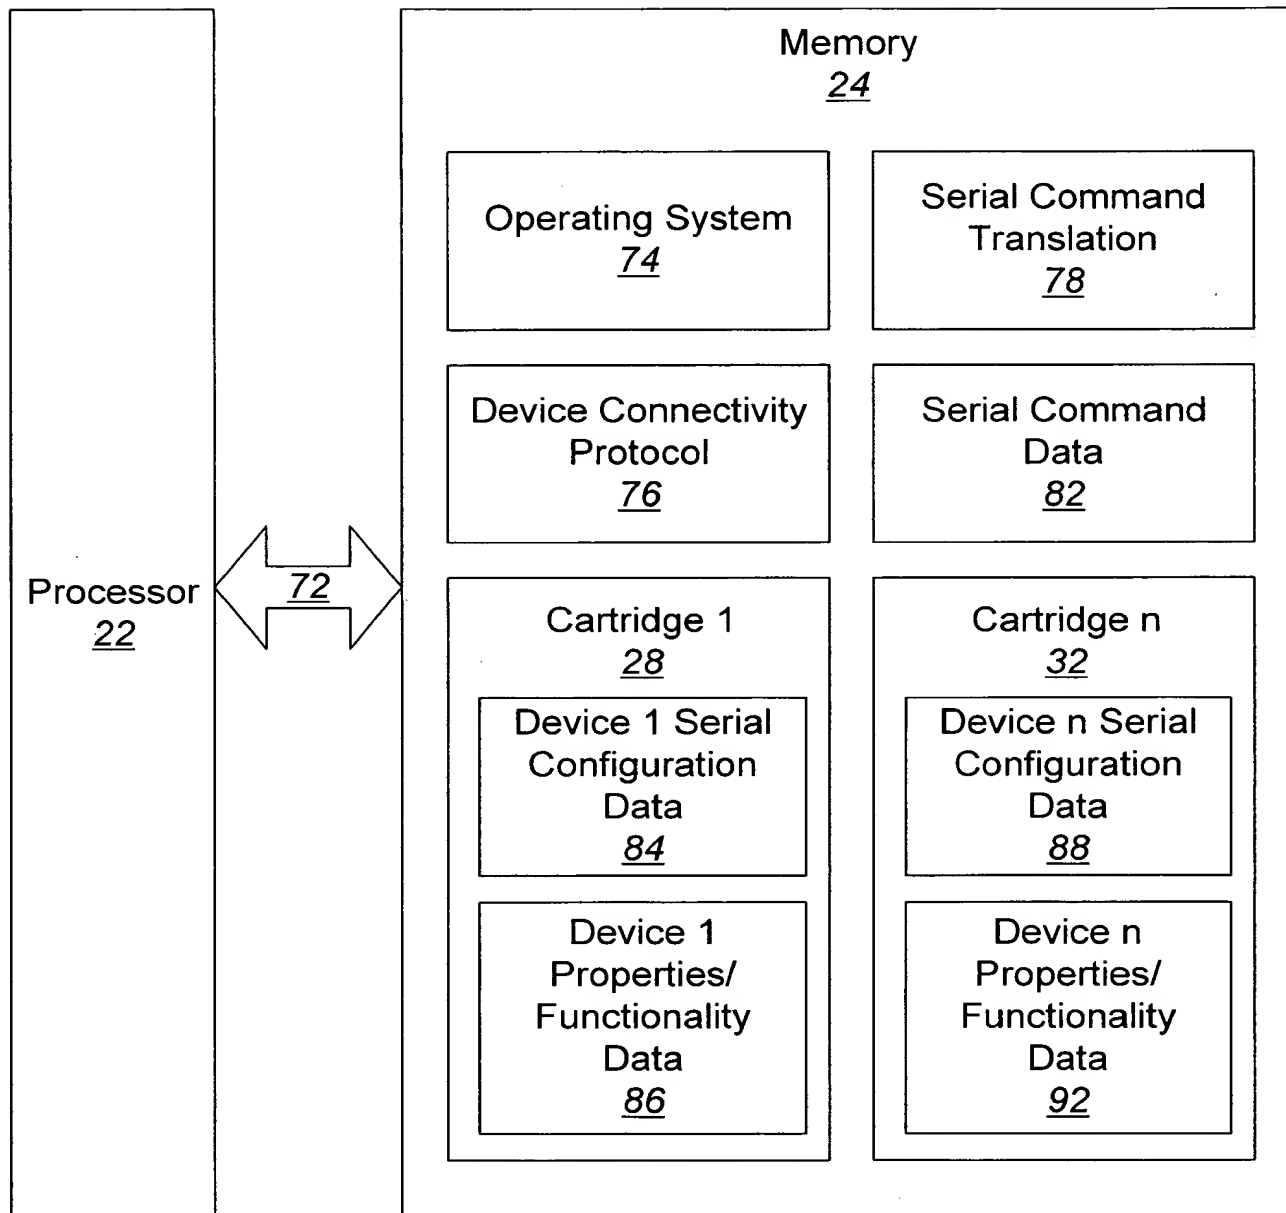 Memory
24
Operating System
74
Serial Command
Translation
78
Device Connectivity
Protocol
76
Serial Command
Data
82
Processor
22
72
Cartridge 1
28
Device 1 Serial
Configuration
Data
84
Device 1
Properties/
Functionality
Data
86
Cartridge n
32
Device n Serial
Configuration
Data
88
Device n
Properties/
Functionality
Data
92